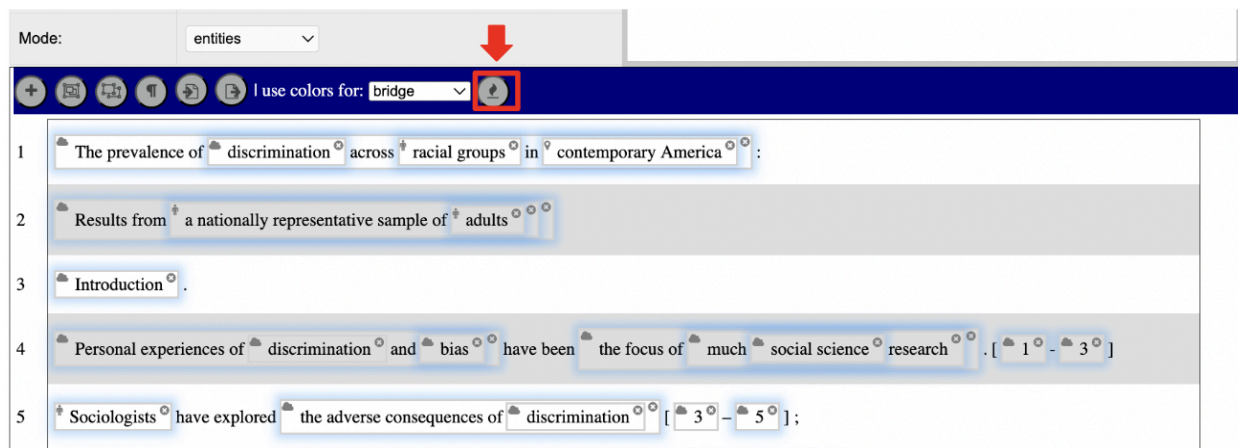 Mode: entities
I use colors for: bridge
1 The prevalence of discrimination across racial groups in contemporary America :
2 Results from a nationally representative sample of adults
3 Introduction .
4 Personal experiences of discrimination and bias have been the focus of much social science research . [ 1 - 3 ]
5 Sociologists have explored the adverse consequences of discrimination [ 3 – 5 ] ;